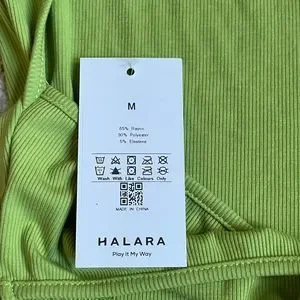 M
65% Rayon
30% Polyester
5% Elastane
Wash With Like Colours Only
MADE IN CHINA
HALARA
Play It My Way